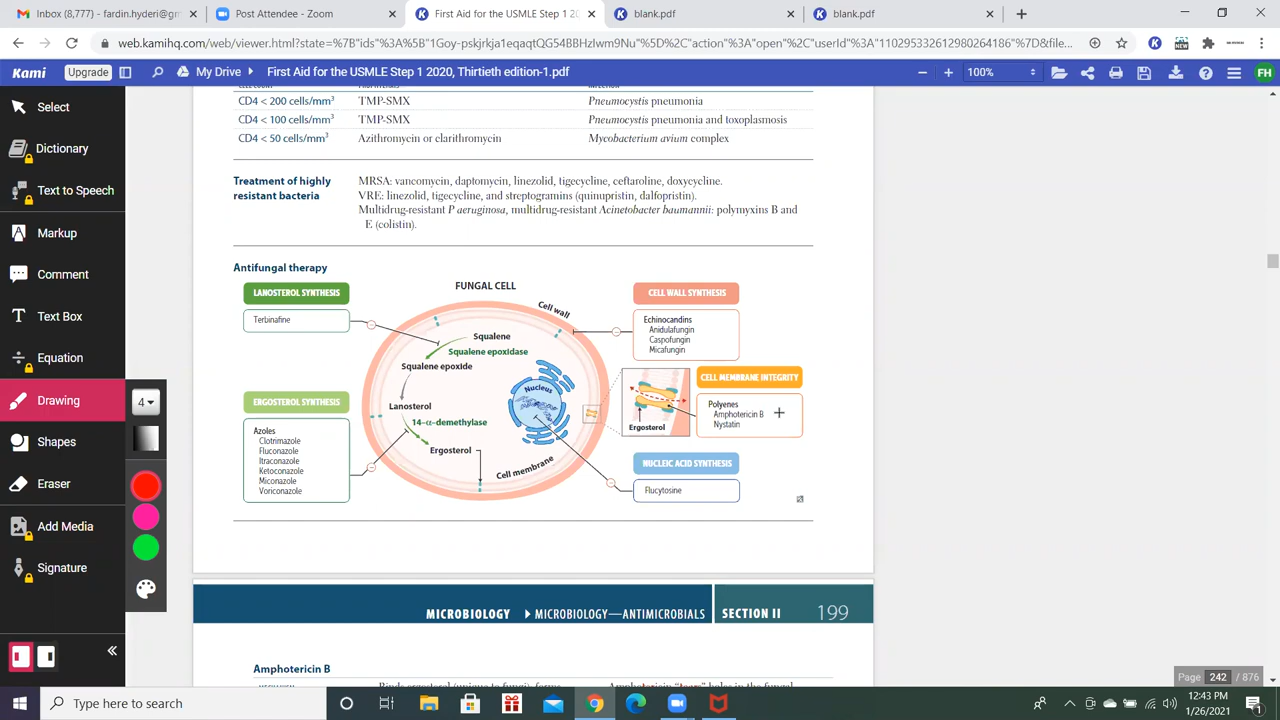 Inbox (8,777) - fardin.hyderi@gm
Post Attendee - Zoom
First Aid for the USMLE Step 1 20
blank.pdf
blank.pdf
web.kamihq.com/web/viewer.html?state=%7B"ids"%3A%5B"1Goy-pskjrkja1eqaqtQG54BBHzlwm9Nu"%5D%2C"action"%3A"open"%2C"userId"%3A"110295332612980264186"%7D&file...
Kami
Upgrade
My Drive
First Aid for the USMLE Step 1 2020, Thirtieth edition-1.pdf
100%
FH
Select
Dictionary
Text to Speech
Markup
Comment
Text Box
Equation
Drawing
4
Shapes
Eraser
Add Media
Signature
CD4 < 200 cells/mm³ TMP-SMX Pneumocystis pneumonia
CD4 < 100 cells/mm³ TMP-SMX Pneumocystis pneumonia and toxoplasmosis
CD4 < 50 cells/mm³ Azithromycin or clarithromycin Mycobacterium avium complex
Treatment of highly
resistant bacteria
MRSA: vancomycin, daptomycin, linezolid, tigecycline, ceftaroline, doxycycline.
VRE: linezolid, tigecycline, and streptogramins (quinupristin, dalfopristin).
Multidrug-resistant P aeruginosa, multidrug-resistant Acinetobacter baumannii: polymyxins B and
E (colistin).
Antifungal therapy
FUNGAL CELL
LANOSTEROL SYNTHESIS
Terbinafine
ERGOSTEROL SYNTHESIS
Azoles
Clotrimazole
Fluconazole
Itraconazole
Ketoconazole
Miconazole
Voriconazole
Cell wall
Squalene
Squalene epoxidase
Squalene epoxide
Nucleus
Lanosterol
14-α-demethylase
Ergosterol
Cell membrane
CELL WALL SYNTHESIS
Echinocandins
Anidulafungin
Caspofungin
Micafungin
Ergosterol
CELL MEMBRANE INTEGRITY
Polyenes
Amphotericin B
Nystatin
NUCLEIC ACID SYNTHESIS
Flucytosine
MICROBIOLOGY
MICROBIOLOGY—ANTIMICROBIALS
SECTION II
199
Amphotericin B
Page 242 / 876
Type here to search
12:43 PM
1/26/2021